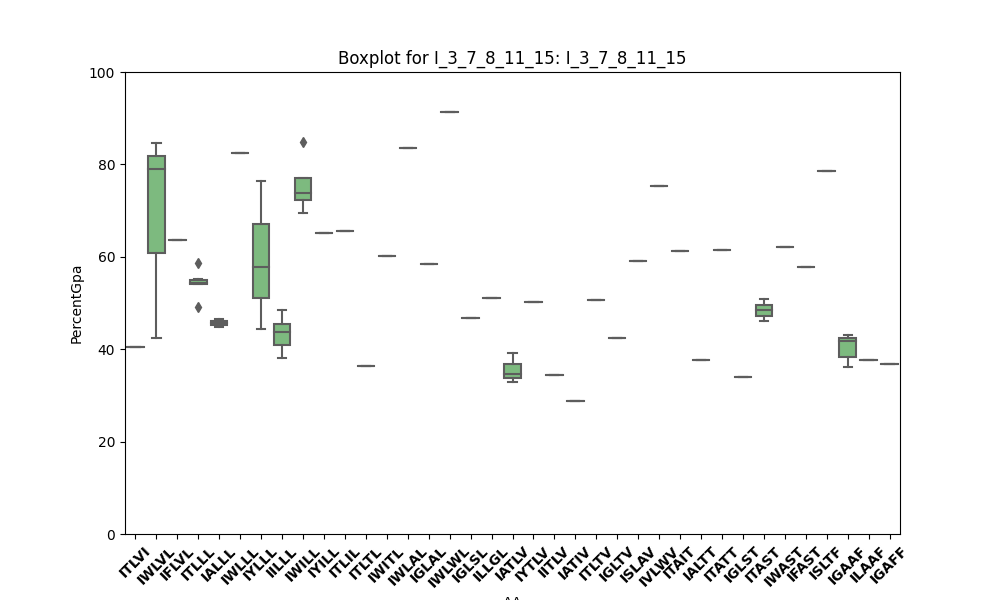 Boxplot for I_3_7_8_11_15: I_3_7_8_11_15
100
80
60
40
20
0
PercentGpa
ITLVI
IWLVL
IFLVL
ITLLL
IALLL
IWLLL
IYLLL
IILLL
IWILL
IYILL
ITLIL
ITLTL
IWITL
IWLAL
IGLAL
IWLWL
IGLSL
ILLGL
IATLV
IYTLV
IITLV
IATIV
ITLTV
IGLTV
ISLAV
IVLWV
ITAIT
IALTT
ITATT
IGLST
ITAST
IWAST
IFAST
ISLTF
IGAAF
ILAAF
IGAFF